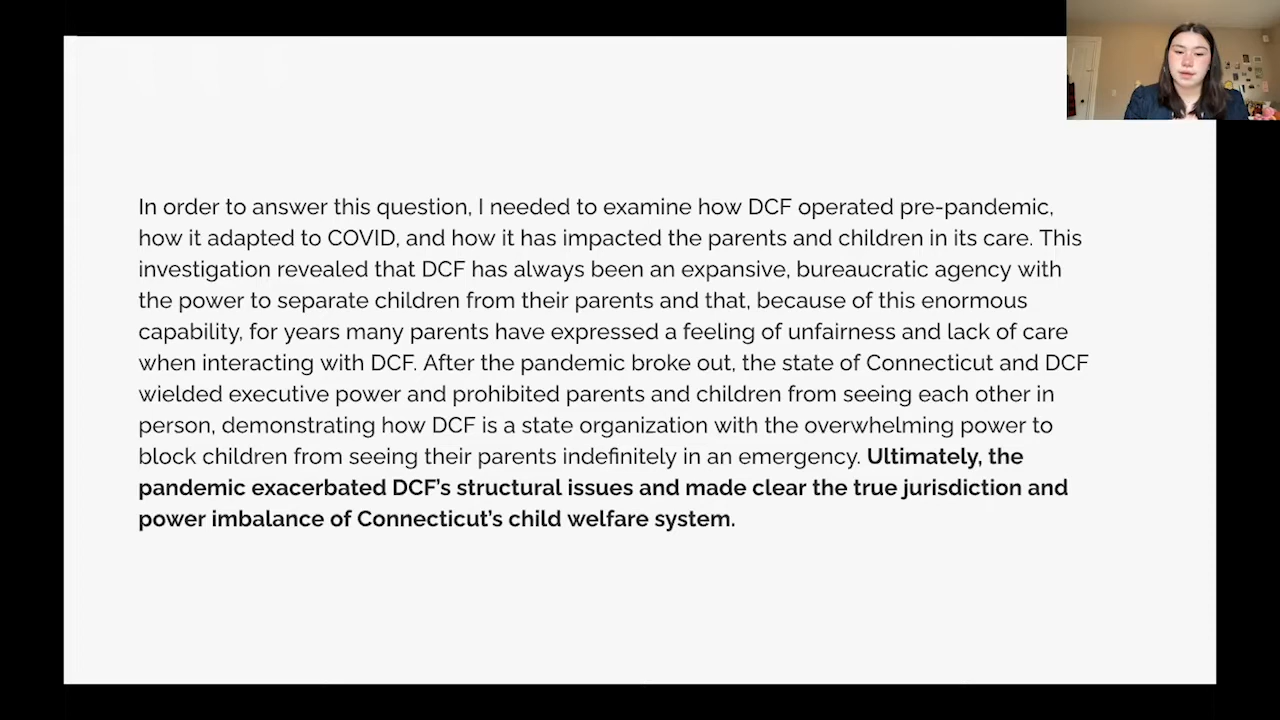 In order to answer this question, I needed to examine how DCF operated pre-pandemic,
how it adapted to COVID, and how it has impacted the parents and children in its care. This
investigation revealed that DCF has always been an expansive, bureaucratic agency with
the power to separate children from their parents and that, because of this enormous
capability, for years many parents have expressed a feeling of unfairness and lack of care
when interacting with DCF. After the pandemic broke out, the state of Connecticut and DCF
wielded executive power and prohibited parents and children from seeing each other in
person, demonstrating how DCF is a state organization with the overwhelming power to
block children from seeing their parents indefinitely in an emergency. Ultimately, the
pandemic exacerbated DCF’s structural issues and made clear the true jurisdiction and
power imbalance of Connecticut’s child welfare system.